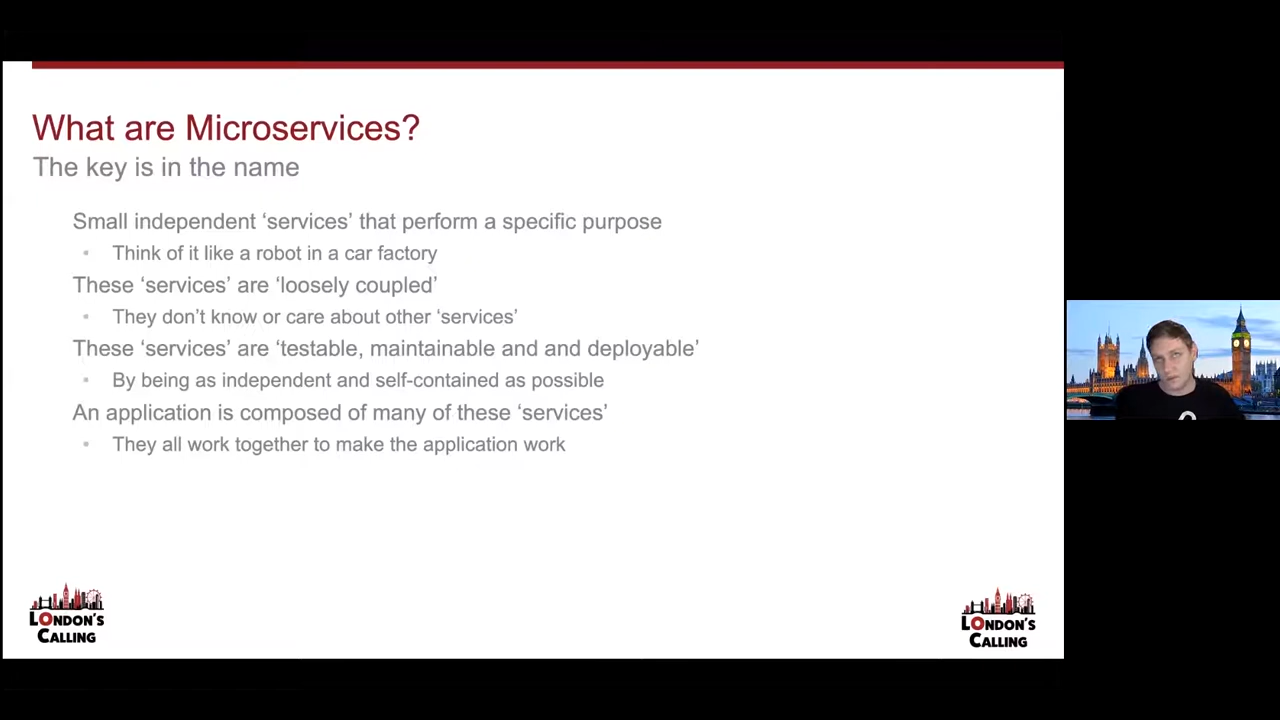 What are Microservices?
The key is in the name
Small independent ‘services’ that perform a specific purpose
• Think of it like a robot in a car factory
These ‘services’ are ‘loosely coupled’
• They don’t know or care about other ‘services’
These ‘services’ are ‘testable, maintainable and and deployable’
• By being as independent and self-contained as possible
An application is composed of many of these ‘services’
• They all work together to make the application work
LONDON'S
CALLING
LONDON'S
CALLING